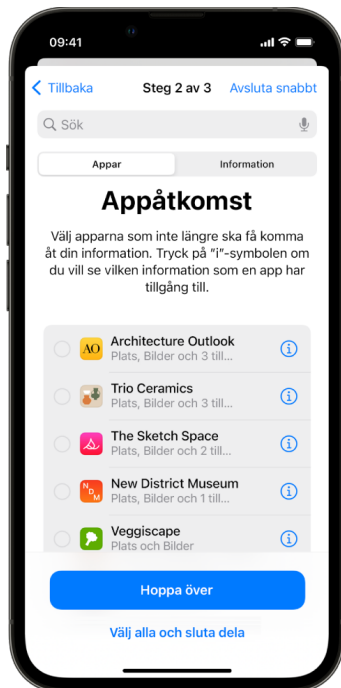 09:41
Tillbaka Steg 2 av 3 Avsluta snabbt
Sök
Appar Information
Appåtkomst
Välj apparna som inte längre ska få komma
åt din information. Tryck på "i"-symbolen om
du vill se vilken information som en app har
tillgång till.
AO Architecture Outlook
Plats, Bilder och 3 till...
Trio Ceramics
Plats, Bilder och 3 till...
The Sketch Space
Plats, Bilder och 2 till...
NDM New District Museum
Plats, Bilder och 1 till...
Veggiscape
Plats och Bilder
Hoppa över
Välj alla och sluta dela